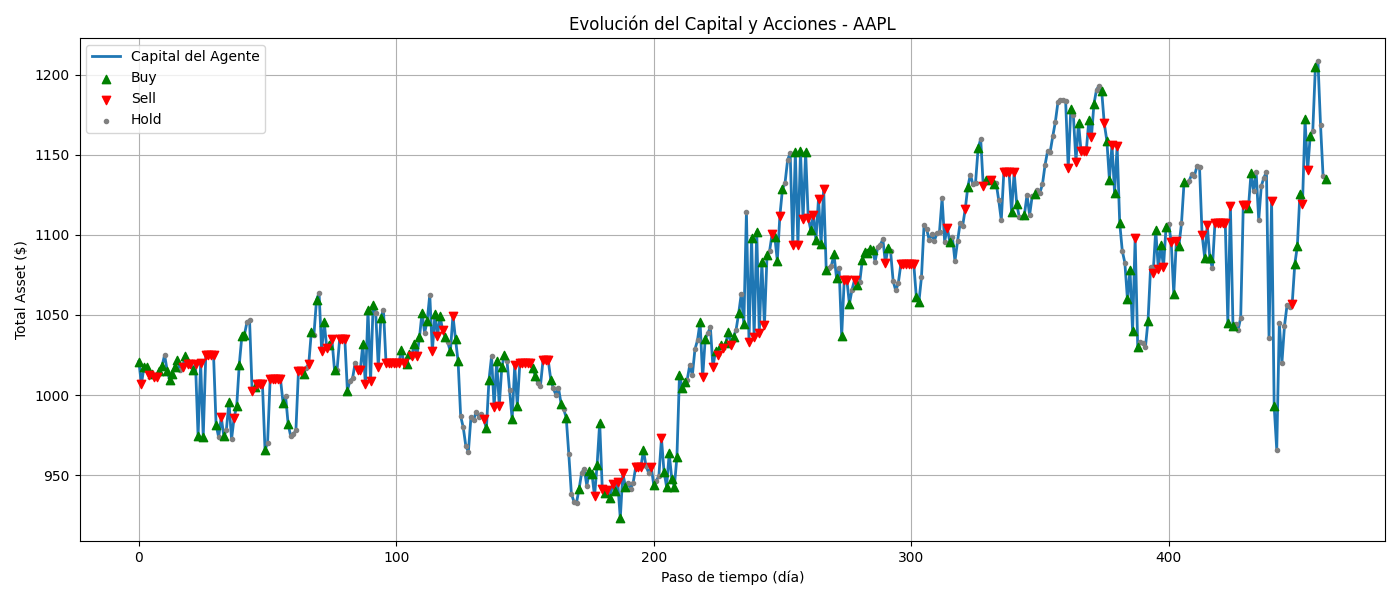 Evolución del Capital y Acciones - AAPL
Capital del Agente
Buy
Sell
Hold
Total Asset ($)
1200
1150
1100
1050
1000
950
0 100 200 300 400
Paso de tiempo (día)